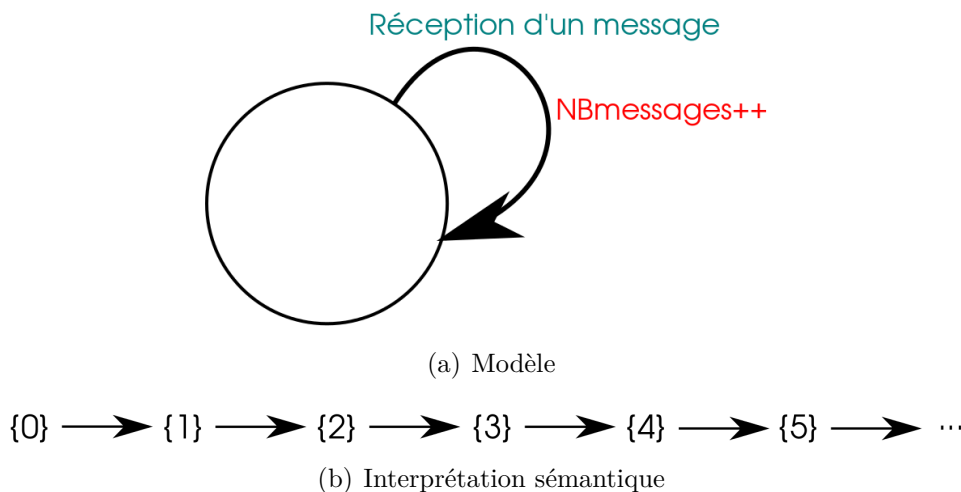 Réception d'un message
NBmessages++
(a) Modèle
{0} {1} {2} {3} {4} {5} ...
(b) Interprétation sémantique